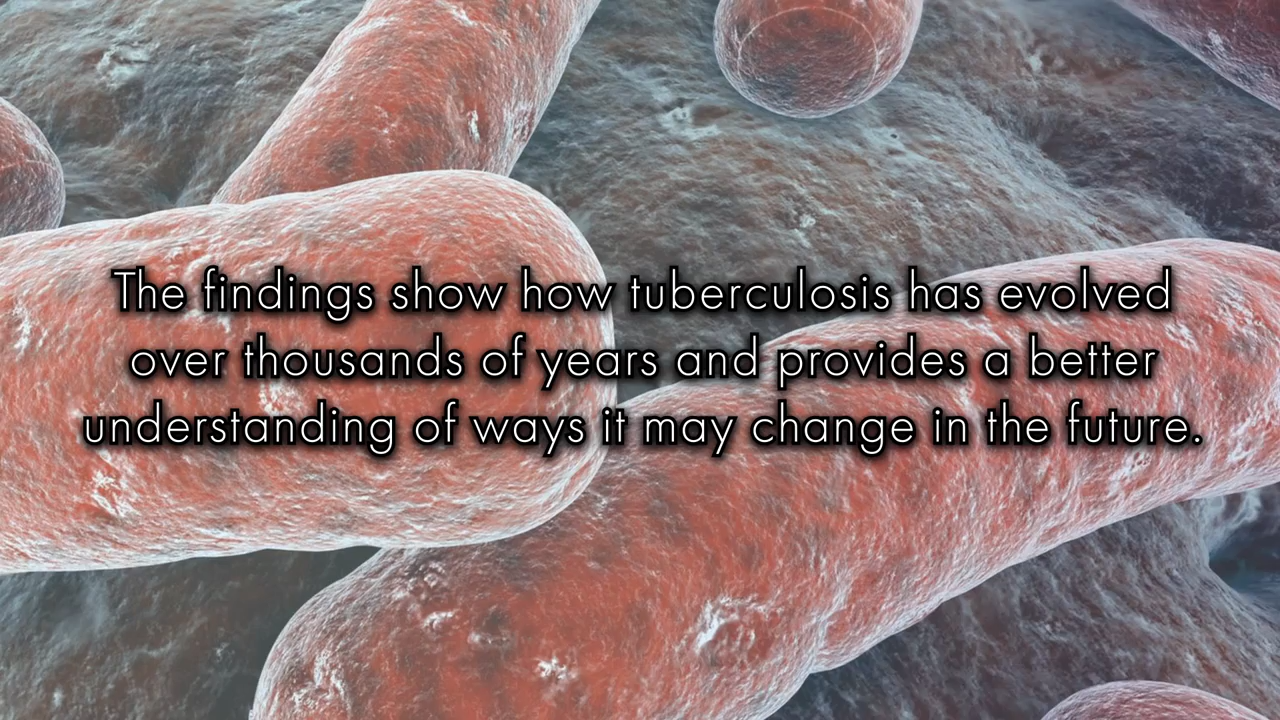 The findings show how tuberculosis has evolved
over thousands of years and provides a better
understanding of ways it may change in the future.